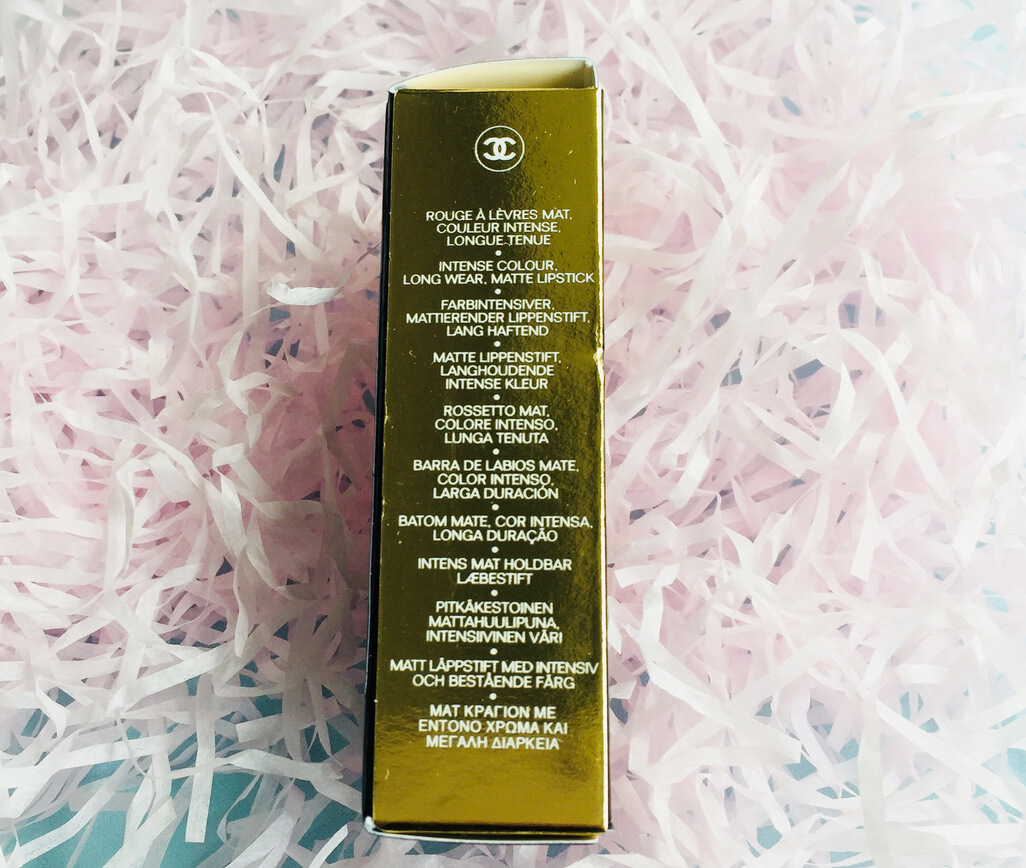 ROUGE À LÈVRES MAT,
COULEUR INTENSE,
LONGUE TENUE
•
INTENSE COLOUR,
LONG WEAR, MATTE LIPSTICK
•
FARBINTENSIVER,
MATTIERENDER LIPPENSTIFT,
LANG HAFTEND
•
MATTE LIPPENSTIFT,
LANGHOUDENDE
INTENSE KLEUR
•
ROSSETTO MAT,
COLORE INTENSO,
LUNGA TENUTA
•
BARRA DE LABIOS MATE,
COLOR INTENSO,
LARGA DURACIÓN
•
BATOM MATE, COR INTENSA,
LONGA DURAÇÃO
•
INTENS MAT HOLDBAR
LÆBESTIFT
•
PITKÄKESTOINEN
MATTAHUULIPUNA,
INTENSIIVINEN VÄRI
•
MATT LÄPPSTIFT MED INTENSIV
OCH BESTÅENDE FÄRG
•
ΜΑΤ ΚΡΑΓΙΟΝ ΜΕ
ΕΝΤΟΝΟ ΧΡΩΜΑ ΚΑΙ
ΜΕΓΑΛΗ ΔΙΑΡΚΕΙΑ